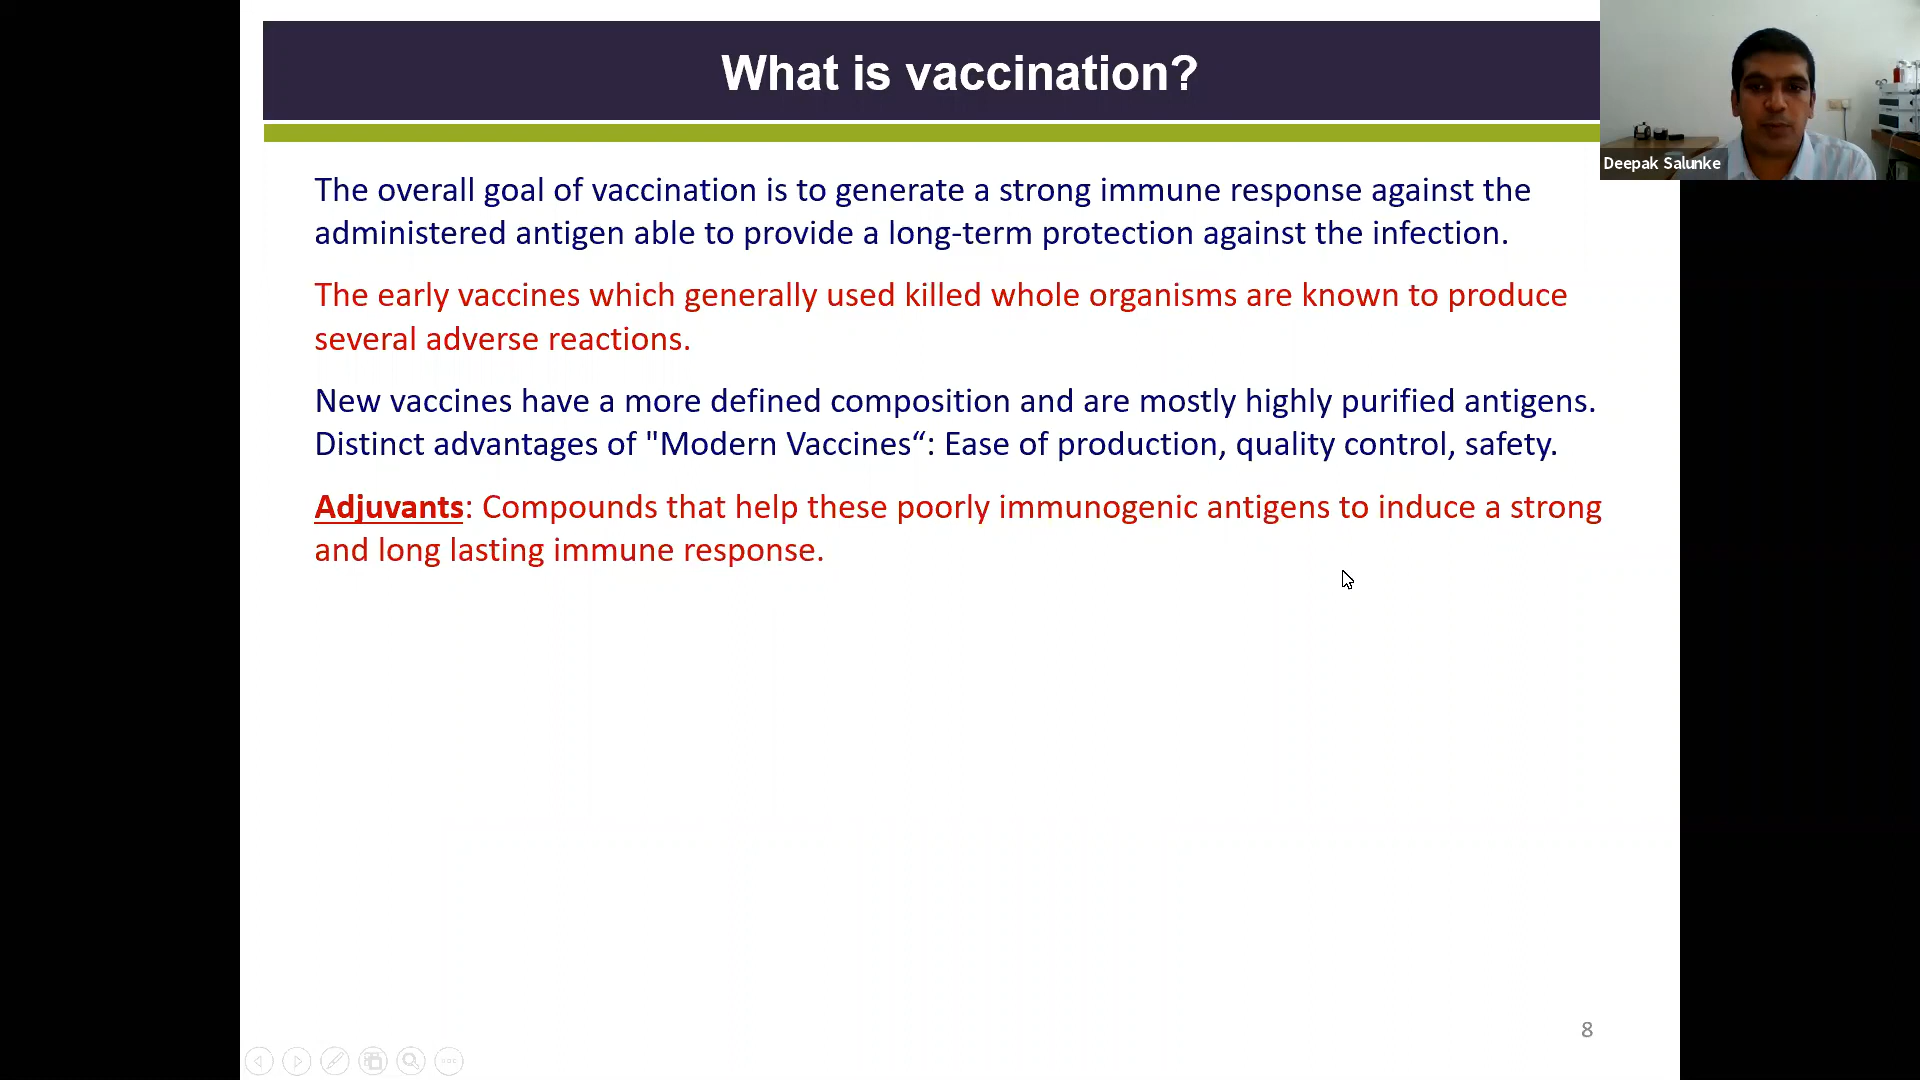 What is vaccination?
Deepak Salunke
The overall goal of vaccination is to generate a strong immune response against the
administered antigen able to provide a long-term protection against the infection.
The early vaccines which generally used killed whole organisms are known to produce
several adverse reactions.
New vaccines have a more defined composition and are mostly highly purified antigens.
Distinct advantages of "Modern Vaccines“: Ease of production, quality control, safety.
Adjuvants: Compounds that help these poorly immunogenic antigens to induce a strong
and long lasting immune response.
8